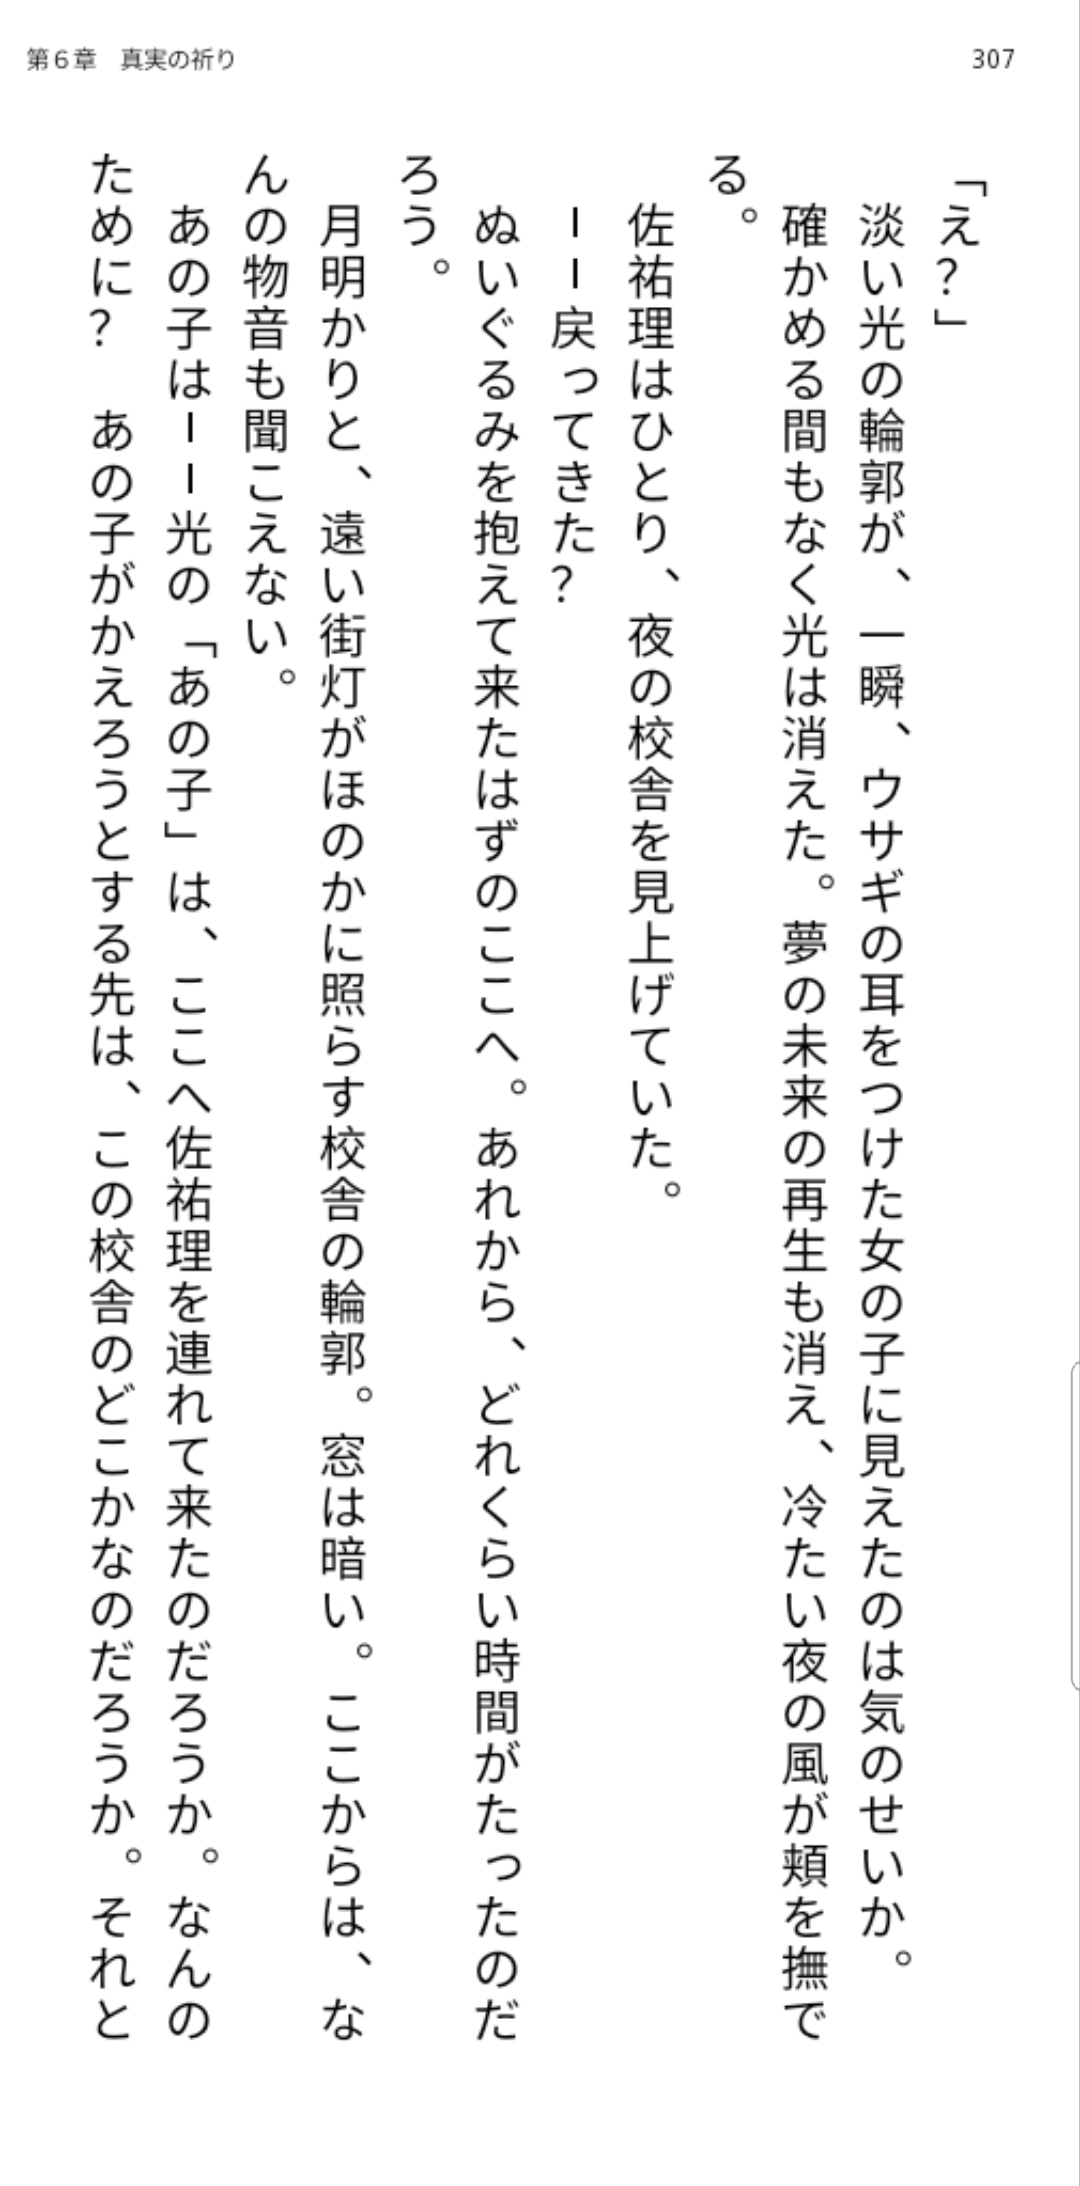 第6章　真実の祈り
307
「え？」
　淡い光の輪郭が、一瞬、ウサギの耳をつけた女の子に見えたのは気のせいか。
　確かめる間もなく光は消えた。夢の未来の再生も消え、冷たい夜の風が頬を撫で
る。
　佐祐理はひとり、夜の校舎を見上げていた。
　――戻ってきた？
　ぬいぐるみを抱えて来たはずのここへ。あれから、どれくらい時間がたったのだ
ろう。
　月明かりと、遠い街灯がほのかに照らす校舎の輪郭。窓は暗い。ここからは、な
んの物音も聞こえない。
　あの子は――光の「あの子」は、ここへ佐祐理を連れて来たのだろうか。なんの
ために？　あの子がかえろうとする先は、この校舎のどこかなのだろうか。それと